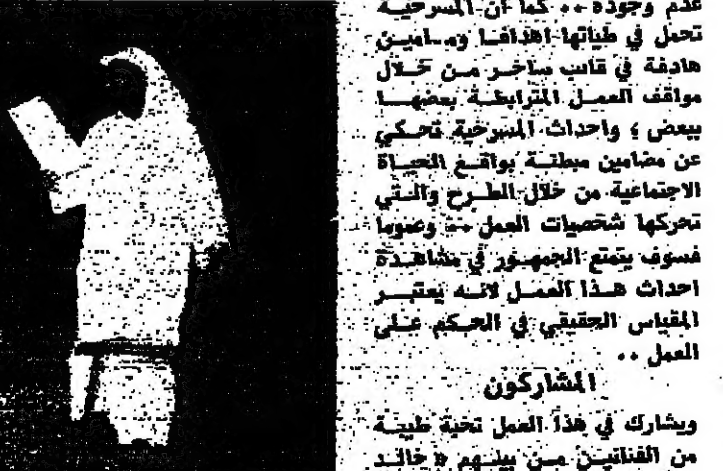 عدم وجوده ٠٠ كما ان المسرحية
تحمل في طياتها اهدافا ومضامين
هادفة في قالب ساخر من خلال
مواقف العمل المترابطة بعضها
ببعض ؛ واحداث المسرحية تحكي
عن مضامين مبطنة بواقع الحياة
الاجتماعية من خلال الطرح والتي
تحركها شخصيات العمل ٠٠ وعموما
فسوف يتمتع الجمهور في مشاهدة
احداث هذا العمل لانه يعتبر
المقياس الحقيقي في الحكم على
العمل ٠٠
المشاركون
ويشارك في هذا العمل نخبة طيبة
من الفنانين من بينهم « خالد